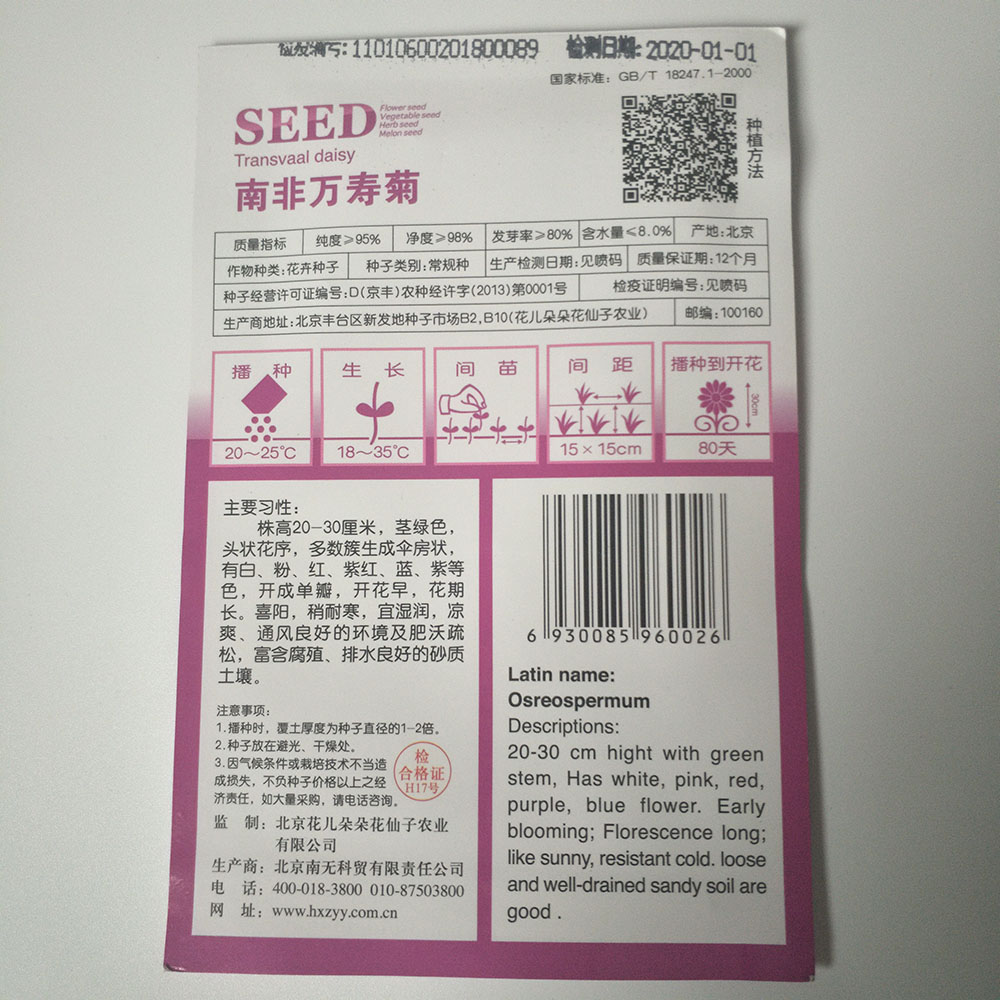 检疫编号:11010600201800089 检测日期:2020-01-01
国家标准: GB/T 18247.1-2000
SEED
Flower seed
Vegetable seed
Herb seed
Melon seed
Transvaal daisy
南非万寿菊
种植方法
质量指标 纯度≥95% 净度≥98% 发芽率≥80% 含水量≤8.0% 产地:北京
作物种类:花卉种子 种子类别:常规种 生产检测日期:见喷码 质量保证期:12个月
种子经营许可证编号:D(京丰)农种经许字(2013)第0001号 检疫证明编号:见喷码
生产商地址:北京丰台区新发地种子市场B2,B10(花儿朵朵花仙子农业) 邮编:100160
播种 生长 间苗 间距 播种到开花
30cm
20~25℃ 18~35℃ 15×15cm 80天
主要习性:
株高20-30厘米，茎绿色，
头状花序，多数簇生成伞房状，
有白、粉、红、紫红、蓝、紫等
色，开成单瓣，开花早，花期
长。喜阳，稍耐寒，宜湿润，凉
爽、通风良好的环境及肥沃疏
松，富含腐殖、排水良好的砂质
土壤。
注意事项:
1.播种时，覆土厚度为种子直径的1-2倍。
2.种子放在避光、干燥处。
3.因气候条件或栽培技术不当造
成损失，不负种子价格以上之经
济责任，如大量采购，请电话咨询。
检
合格证
H17号
监 制: 北京花儿朵朵花仙子农业
有限公司
生产商: 北京南无科贸有限责任公司
电 话: 400-018-3800 010-87503800
网 址: www.hxzyy.com.cn
6 930085 960026
Latin name:
Osreospermum
Descriptions:
20-30 cm hight with green
stem, Has white, pink, red,
purple, blue flower. Early
blooming; Florescence long;
like sunny, resistant cold. loose
and well-drained sandy soil are
good .